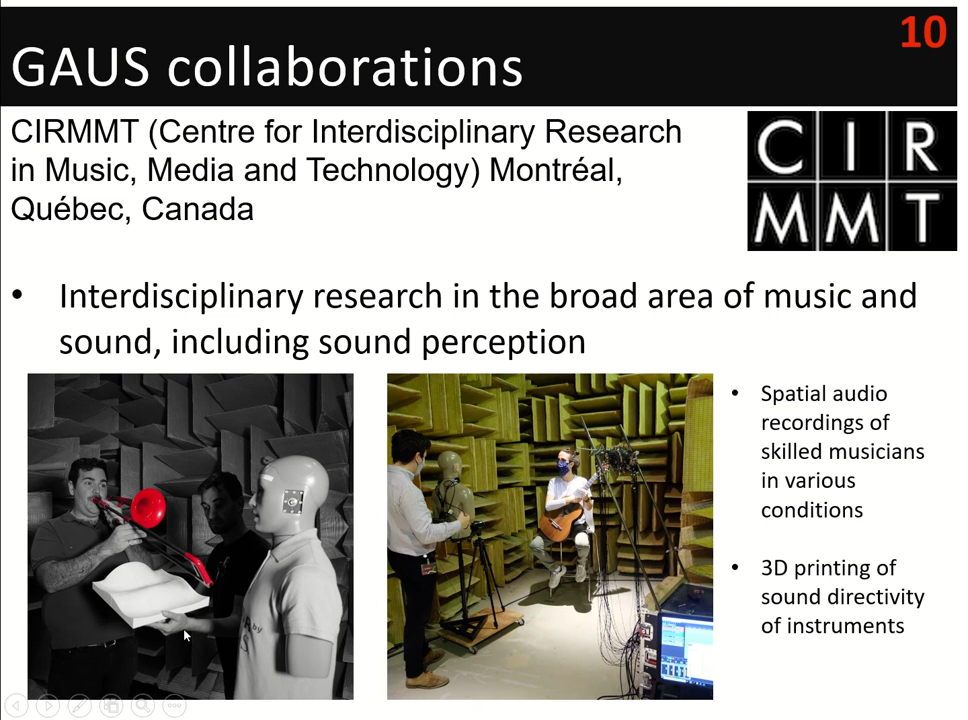 10
GAUS collaborations
CIRMMT (Centre for Interdisciplinary Research
in Music, Media and Technology) Montréal,
Québec, Canada
C I R
M M T
• Interdisciplinary research in the broad area of music and
sound, including sound perception
• Spatial audio
recordings of
skilled musicians
in various
conditions
• 3D printing of
sound directivity
of instruments